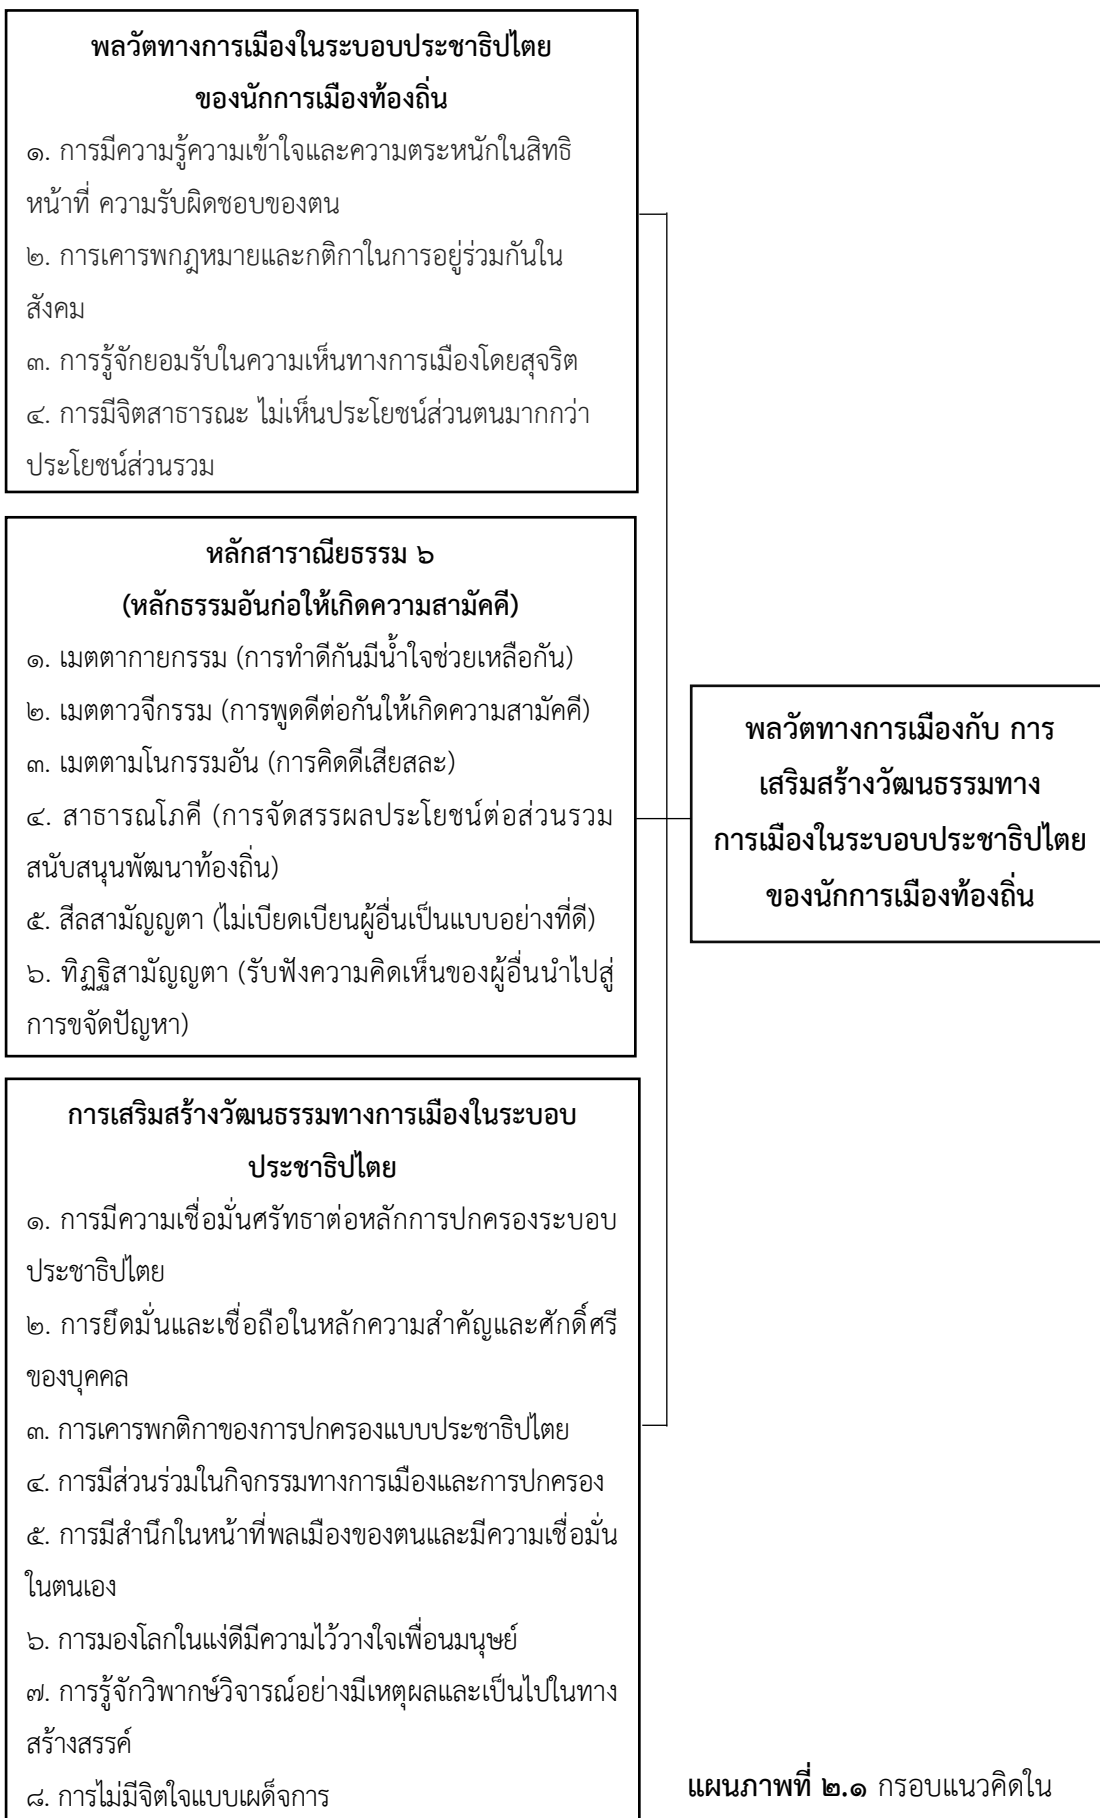 พลวัตทางการเมืองในระบอบประชาธิปไตย
ของนักการเมืองท้องถิ่น
๑. การมีความรู้ความเข้าใจและความตระหนักในสิทธิ
หน้าที่ ความรับผิดชอบของตน
๒. การเคารพกฎหมายและกติกาในการอยู่ร่วมกันใน
สังคม
๓. การรู้จักยอมรับในความเห็นทางการเมืองโดยสุจริต
๔. การมีจิตสาธารณะ ไม่เห็นประโยชน์ส่วนตนมากกว่า
ประโยชน์ส่วนรวม
หลักสาราณียธรรม ๖
(หลักธรรมอันก่อให้เกิดความสามัคคี)
๑. เมตตากายกรรม (การทำดีกันมีน้ำใจช่วยเหลือกัน)
๒. เมตตาวจีกรรม (การพูดดีต่อกันให้เกิดความสามัคคี)
๓. เมตตามโนกรรมอัน (การคิดดีเสียสละ)
๔. สาธารณโภคี (การจัดสรรผลประโยชน์ต่อส่วนรวม
สนับสนุนพัฒนาท้องถิ่น)
๕. สีลสามัญญตา (ไม่เบียดเบียนผู้อื่นเป็นแบบอย่างที่ดี)
๖. ทิฏฐิสามัญญตา (รับฟังความคิดเห็นของผู้อื่นนำไปสู่
การขจัดปัญหา)
พลวัตทางการเมืองกับ การ
เสริมสร้างวัฒนธรรมทาง
การเมืองในระบอบประชาธิปไตย
ของนักการเมืองท้องถิ่น
การเสริมสร้างวัฒนธรรมทางการเมืองในระบอบ
ประชาธิปไตย
๑. การมีความเชื่อมั่นศรัทธาต่อหลักการปกครองระบอบ
ประชาธิปไตย
๒. การยึดมั่นและเชื่อถือในหลักความสำคัญและศักดิ์ศรี
ของบุคคล
๓. การเคารพกติกาของการปกครองแบบประชาธิปไตย
๔. การมีส่วนร่วมในกิจกรรมทางการเมืองและการปกครอง
๕. การมีสำนึกในหน้าที่พลเมืองของตนและมีความเชื่อมั่น
ในตนเอง
๖. การมองโลกในแง่ดีมีความไว้วางใจเพื่อนมนุษย์
๗. การรู้จักวิพากษ์วิจารณ์อย่างมีเหตุผลและเป็นไปในทาง
สร้างสรรค์
๘. การไม่มีจิตใจแบบเผด็จการ
แผนภาพที่ ๒.๑ กรอบแนวคิดใน